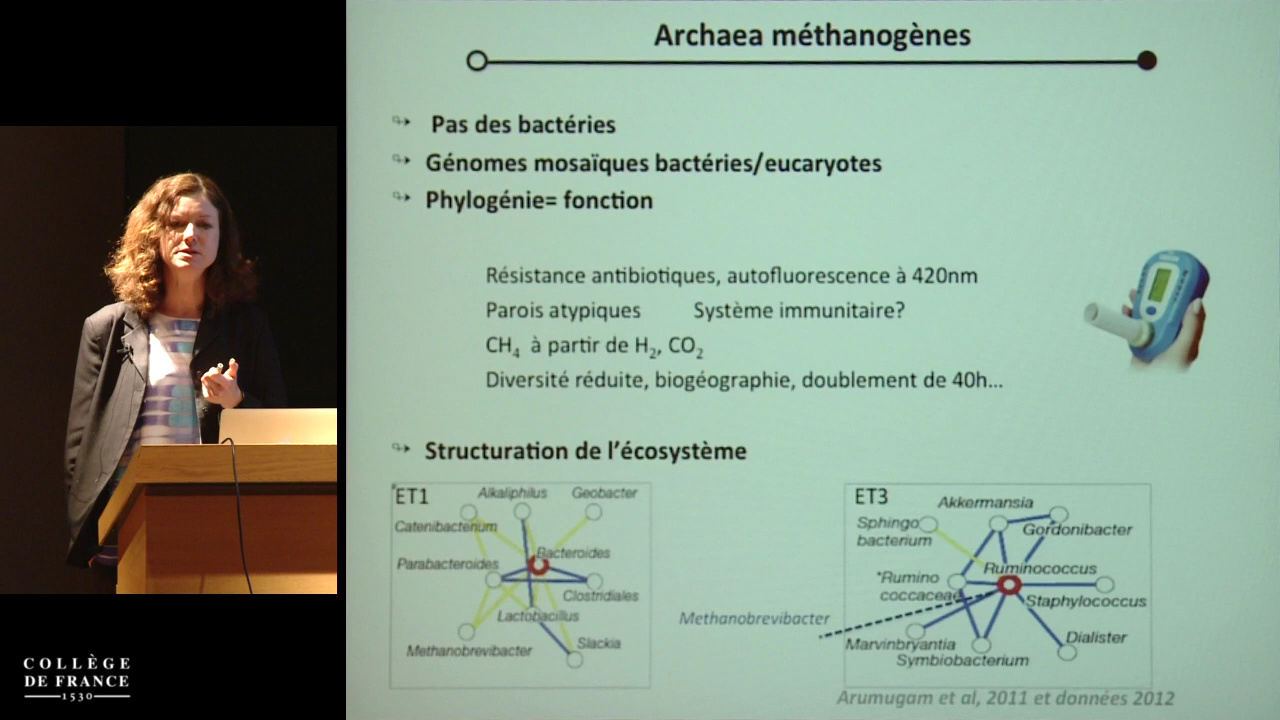 Archaea méthanogènes
Pas des bactéries
Génomes mosaïques bactéries/eucaryotes
Phylogénie= fonction
Résistance antibiotiques, autofluorescence à 420nm
Parois atypiques Système immunitaire?
CH4 à partir de H2, CO2
Diversité réduite, biogéographie, doublement de 40h...
Structuration de l'écosystème
ET1
Alkaliphilus
Geobacter
Catenibacterium
Bacteroides
Parabacteroides
Clostridiales
Lactobacillus
Methanobrevibacter
Slackia
Methanobrevibacter
ET3
Akkermansia
Sphingo
bacterium
Gordonibacter
Ruminococcus
*Rumino
coccaceae
Staphylococcus
Marvinbryantia
Dialister
Symbiobacterium
Arumugam et al, 2011 et données 2012
COLLÈGE
DE FRANCE
1530